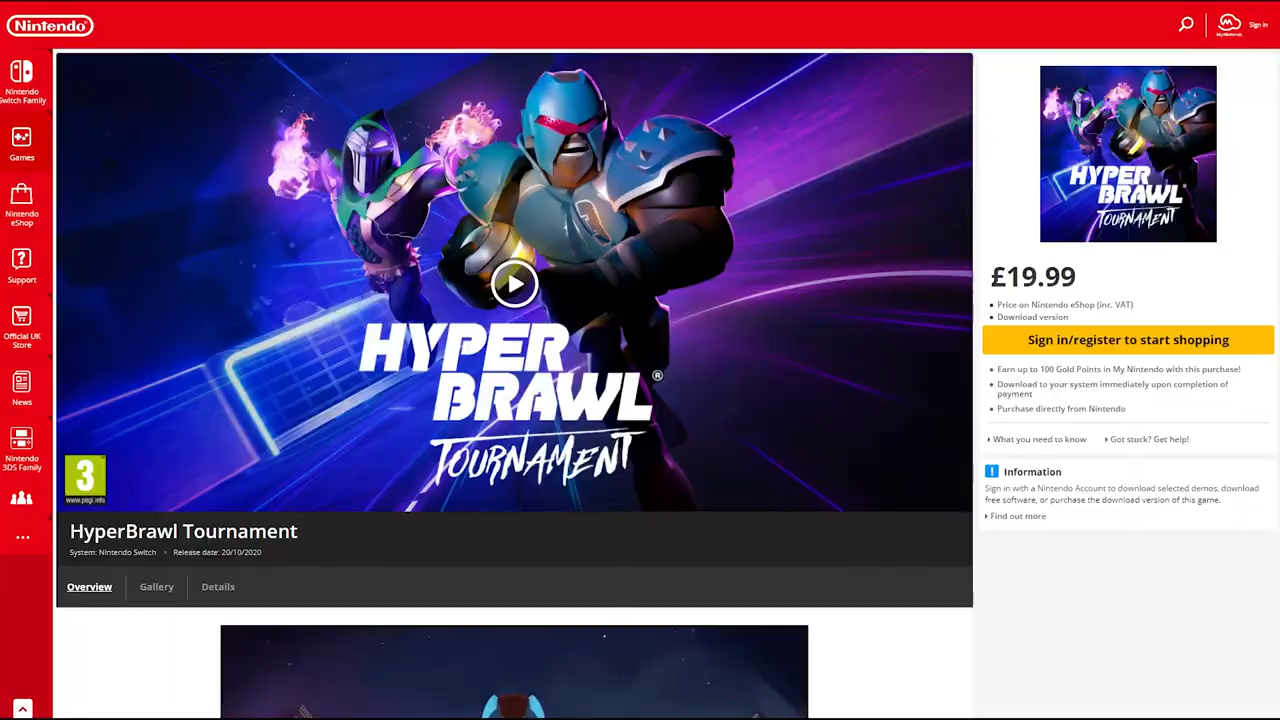 Nintendo®
My Nintendo
Sign in
Nintendo
Switch Family
Games
Nintendo
eShop
Support
Official UK
Store
News
Nintendo
3DS Family
...
HYPER
BRAWL®
TOURNAMENT
3
www.pegi.info
HyperBrawl Tournament
System: Nintendo Switch • Release date: 20/10/2020
Overview
Gallery
Details
HYPER
BRAWL
TOURNAMENT
£19.99
• Price on Nintendo eShop (inc. VAT)
• Download version
Sign in/register to start shopping
• Earn up to 100 Gold Points in My Nintendo with this purchase!
• Download to your system immediately upon completion of
payment
• Purchase directly from Nintendo
What you need to know
Got stuck? Get help!
Information
Sign in with a Nintendo Account to download selected demos, download
free software, or purchase the download version of this game.
Find out more